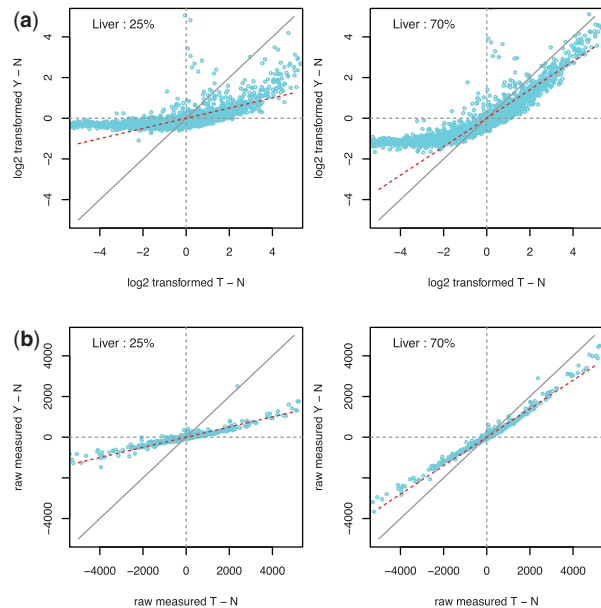 (a)
Liver : 25%
log2 transformed Y − N
4
2
0
−2
−4
−4 −2 0 2 4
log2 transformed T − N
Liver : 70%
log2 transformed Y − N
4
2
0
−2
−4
−4 −2 0 2 4
log2 transformed T − N
(b)
Liver : 25%
raw measured Y − N
4000
2000
0
−4000
−4000 −2000 0 2000 4000
raw measured T − N
Liver : 70%
raw measured Y − N
4000
2000
0
−4000
−4000 −2000 0 2000 4000
raw measured T − N